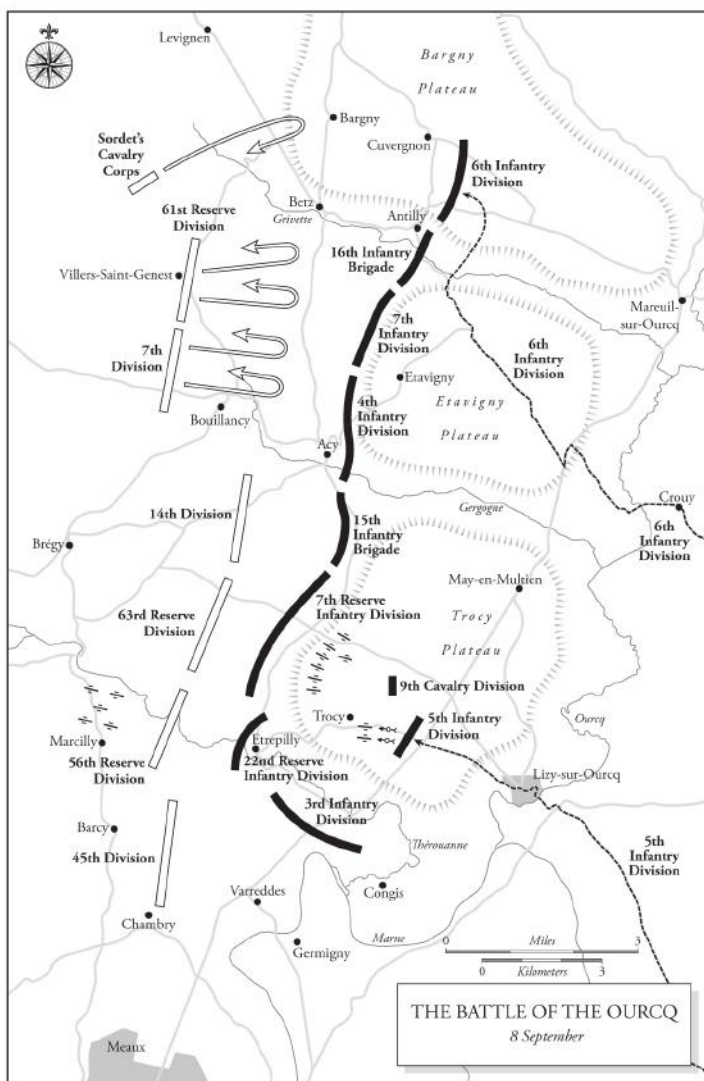 Levignen
Bargny
Plateau
Bargny
Cuvergnon
Sordet's
Cavalry
Corps
6th Infantry
Division
61st Reserve
Division
Betz
Grivette
Antilly
16th Infantry
Brigade
Villers-Saint-Genest
Mareuil-
sur-Ourcq
7th
Infantry
Division
6th
Infantry
Division
7th
Division
Etavigny
4th
Infantry
Division
Etavigny
Plateau
Bouillancy
Acy
Gergogne
Crouy
14th Division
15th
Infantry
Brigade
6th
Infantry
Division
Brégy
May-en-Multien
7th Reserve
Infantry Division
63rd Reserve
Division
Trocy
Plateau
9th Cavalry Division
Trocy
5th Infantry
Division
Ourcq
Marcilly
Etrepilly
56th Reserve
Division
22nd Reserve
Infantry Division
Lizy-sur-Ourcq
3rd Infantry
Division
Barcy
45th Division
Thérouanne
5th
Infantry
Division
Varreddes
Congis
Chambry
Marne
Germigny
0 Miles 3
0 Kilometers 3
THE BATTLE OF THE OURCQ
8 September
Meaux